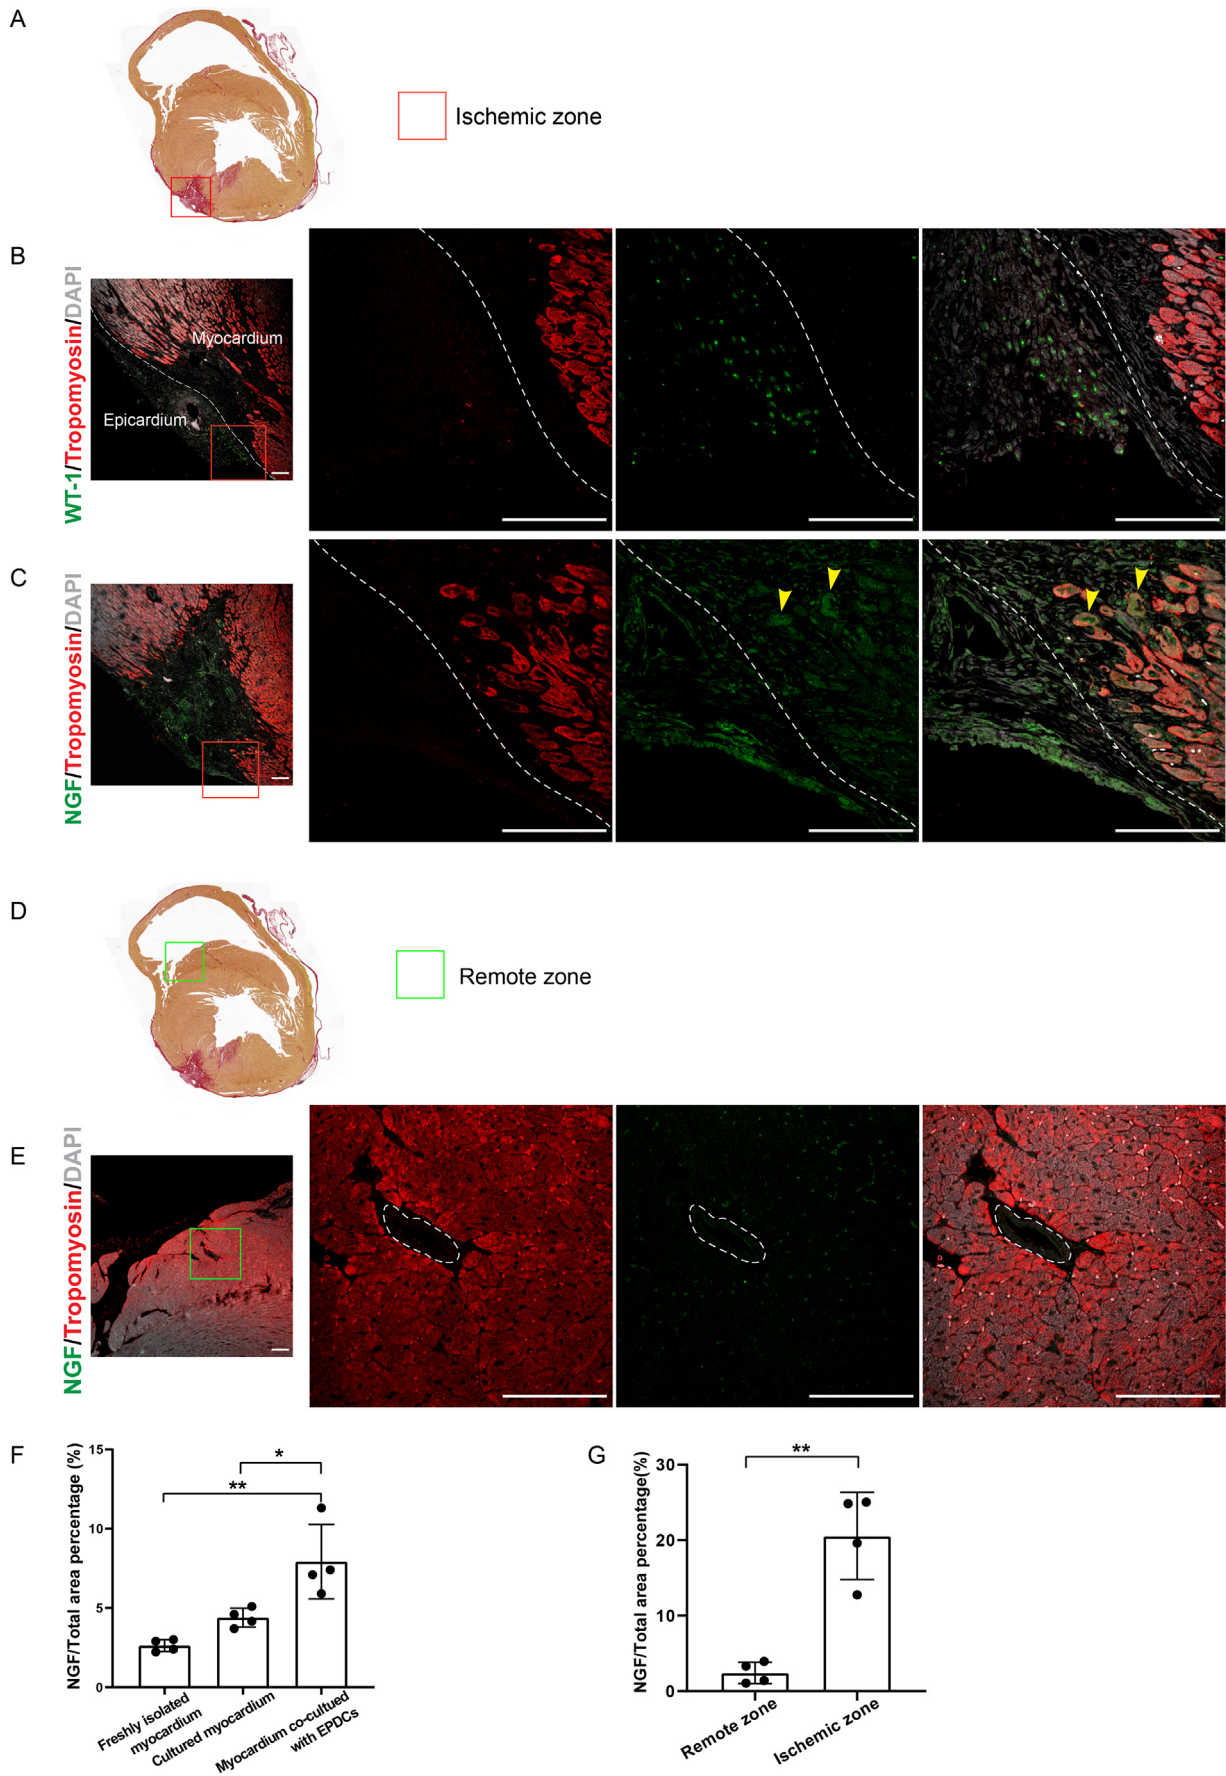 A
Ischemic zone
B
WT-1/Tropomyosin/DAPI
Myocardium
Epicardium
C
NGF/Tropomyosin/DAPI
D
Remote zone
E
NGF/Tropomyosin/DAPI
F
NGF/Total area percentage (%)
15
10
5
0
*
**
Freshly isolated
myocardium
Cultured myocardium
Myocardium co-cultured
with EPDCs
G
NGF/Total area percentage(%)
30
20
10
0
**
Remote zone
Ischemic zone